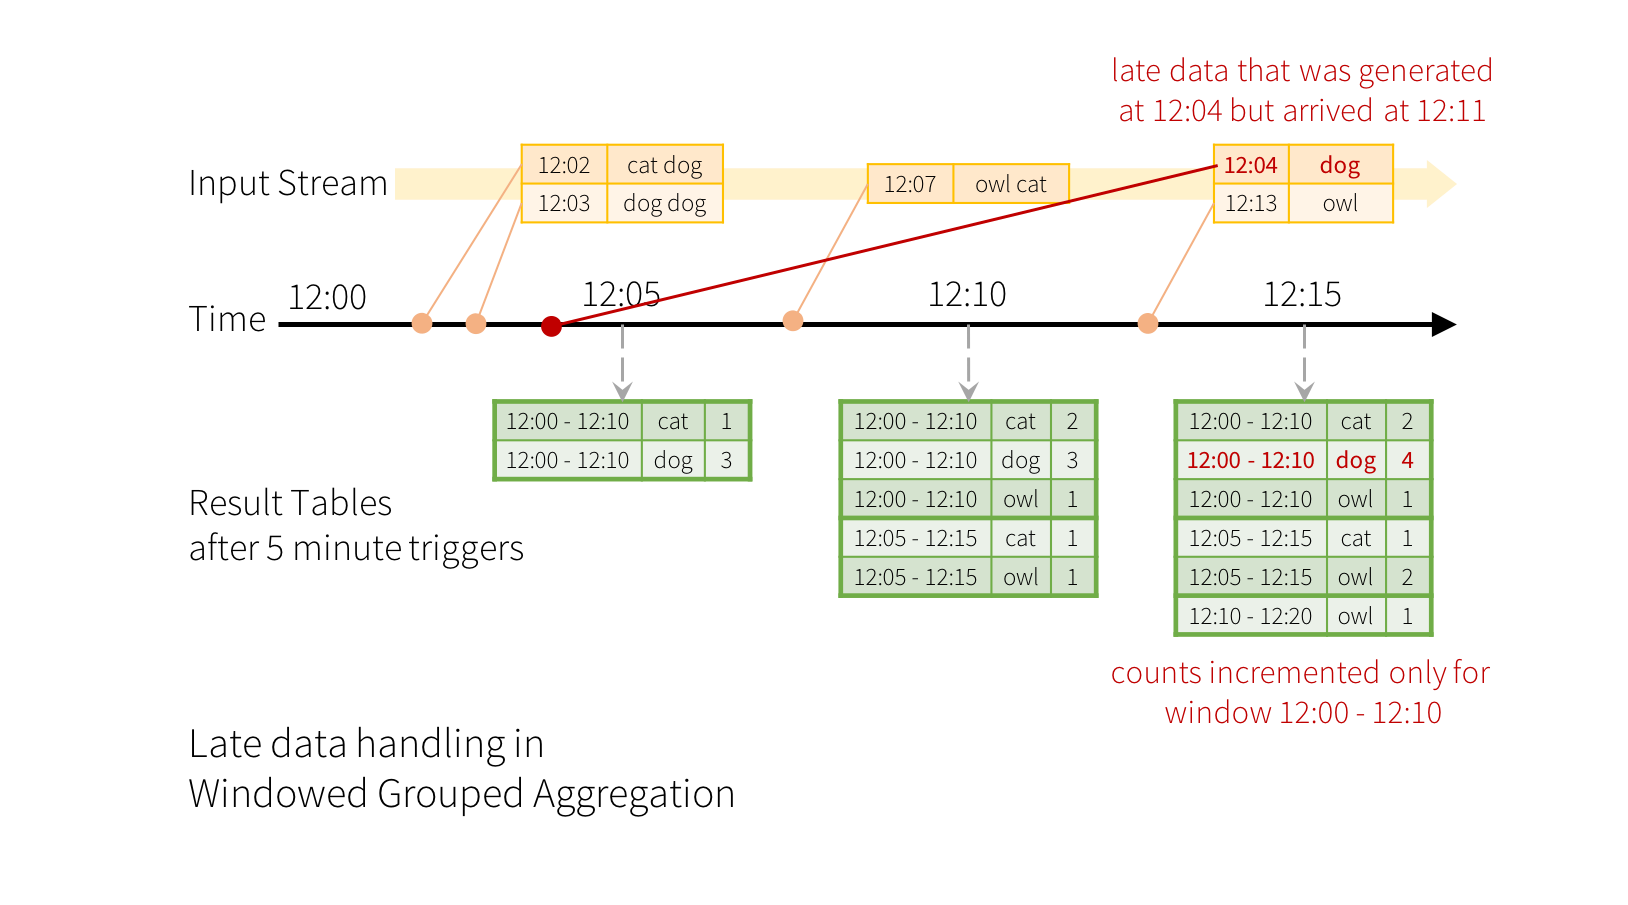 late data that was generated
at 12:04 but arrived at 12:11
Input Stream
12:02 cat dog
12:03 dog dog
12:07 owl cat
12:04 dog
12:13 owl
Time
12:00
12:05
12:10
12:15
12:00 - 12:10 cat 1
12:00 - 12:10 dog 3
12:00 - 12:10 cat 2
12:00 - 12:10 dog 3
12:00 - 12:10 owl 1
12:05 - 12:15 cat 1
12:05 - 12:15 owl 1
12:00 - 12:10 cat 2
12:00 - 12:10 dog 4
12:00 - 12:10 owl 1
12:05 - 12:15 cat 1
12:05 - 12:15 owl 2
12:10 - 12:20 owl 1
Result Tables
after 5 minute triggers
counts incremented only for
window 12:00 - 12:10
Late data handling in
Windowed Grouped Aggregation